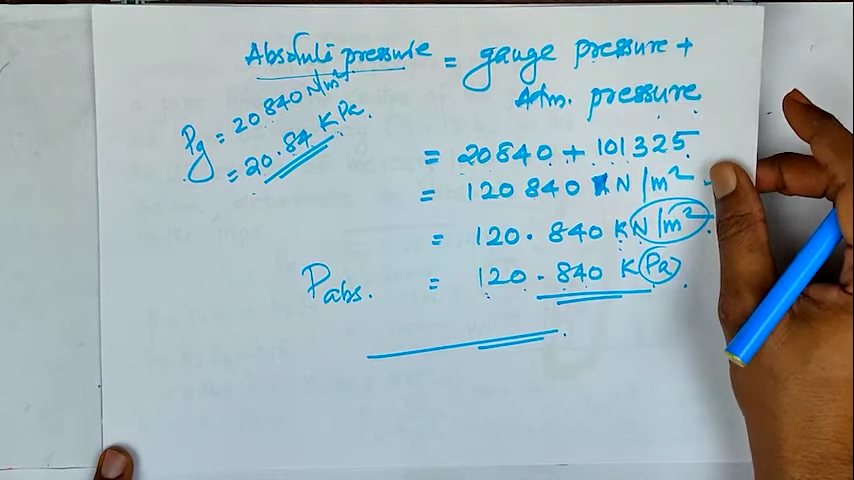 Absolute pressure = gauge pressure +
Atm. pressure
Pg = 20840 N/m²
= 20.84 KPa.
= 20840 + 101325
= 120840 N/m²
= 120.840 KN/m².
Pabs. = 120.840 KPa.